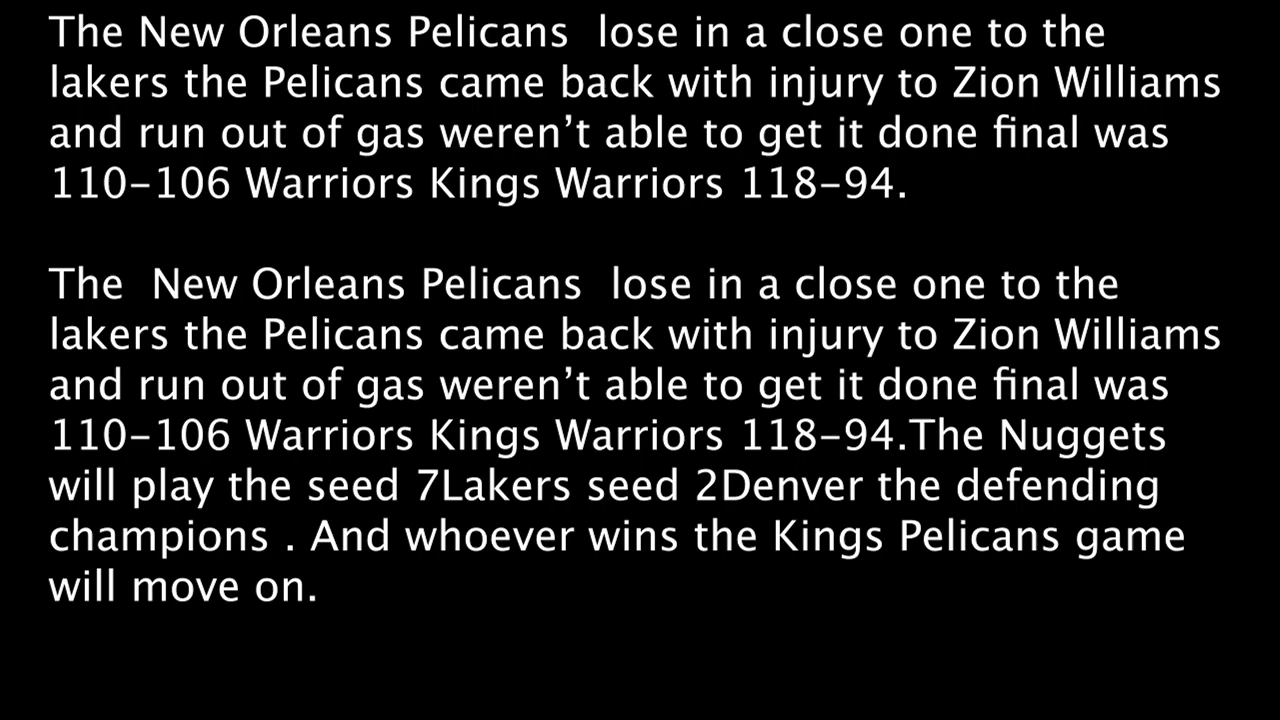 The New Orleans Pelicans  lose in a close one to the
lakers the Pelicans came back with injury to Zion Williams
and run out of gas weren’t able to get it done final was
110–106 Warriors Kings Warriors 118–94.
The  New Orleans Pelicans  lose in a close one to the
lakers the Pelicans came back with injury to Zion Williams
and run out of gas weren’t able to get it done final was
110–106 Warriors Kings Warriors 118–94.The Nuggets
will play the seed 7Lakers seed 2Denver the defending
champions . And whoever wins the Kings Pelicans game
will move on.